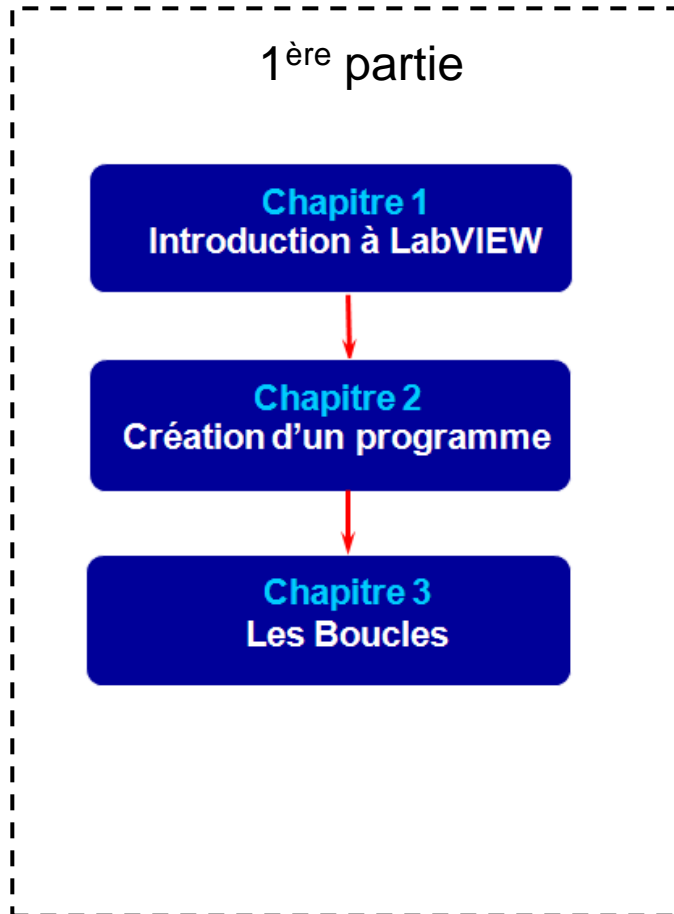 1ère partie
Chapitre 1
Introduction à LabVIEW
Chapitre 2
Création d'un programme
Chapitre 3
Les Boucles